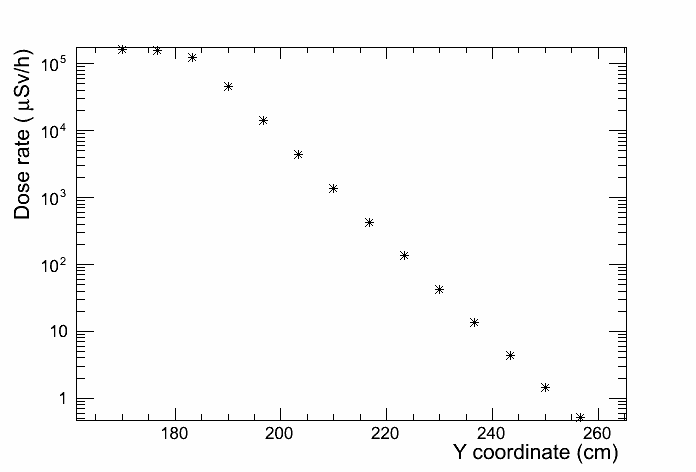 Dose rate ( μSv/h)
10⁵
10⁴
10³
10²
10
1
180 200 220 240 260
Y coordinate (cm)